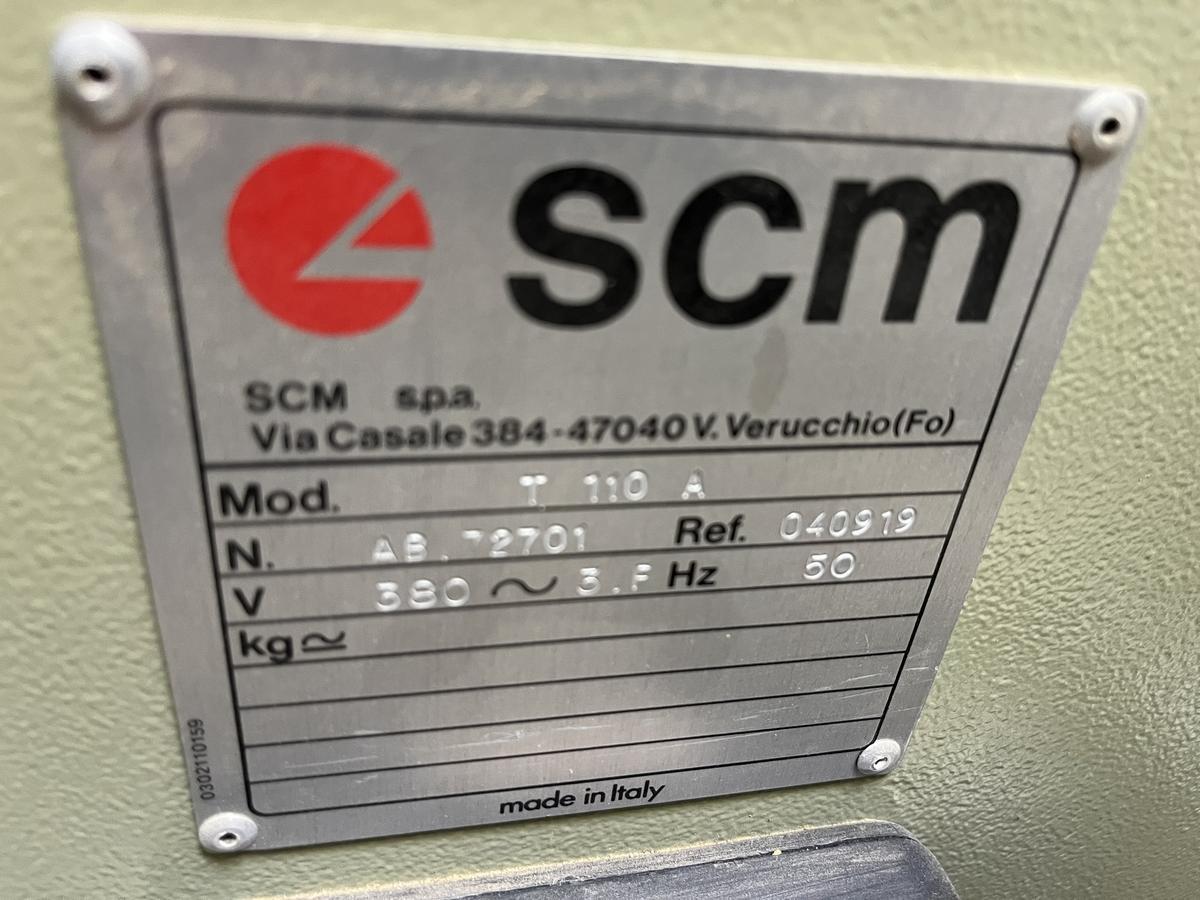 scm
SCM s.p.a.
Via Casale 384-47040 V. Verucchio (Fo)
Mod. T 110 A
N. AB.72701 Ref. 040919
V 380 ~ 3.F Hz 50
kg ≃
made in Italy
0302110159